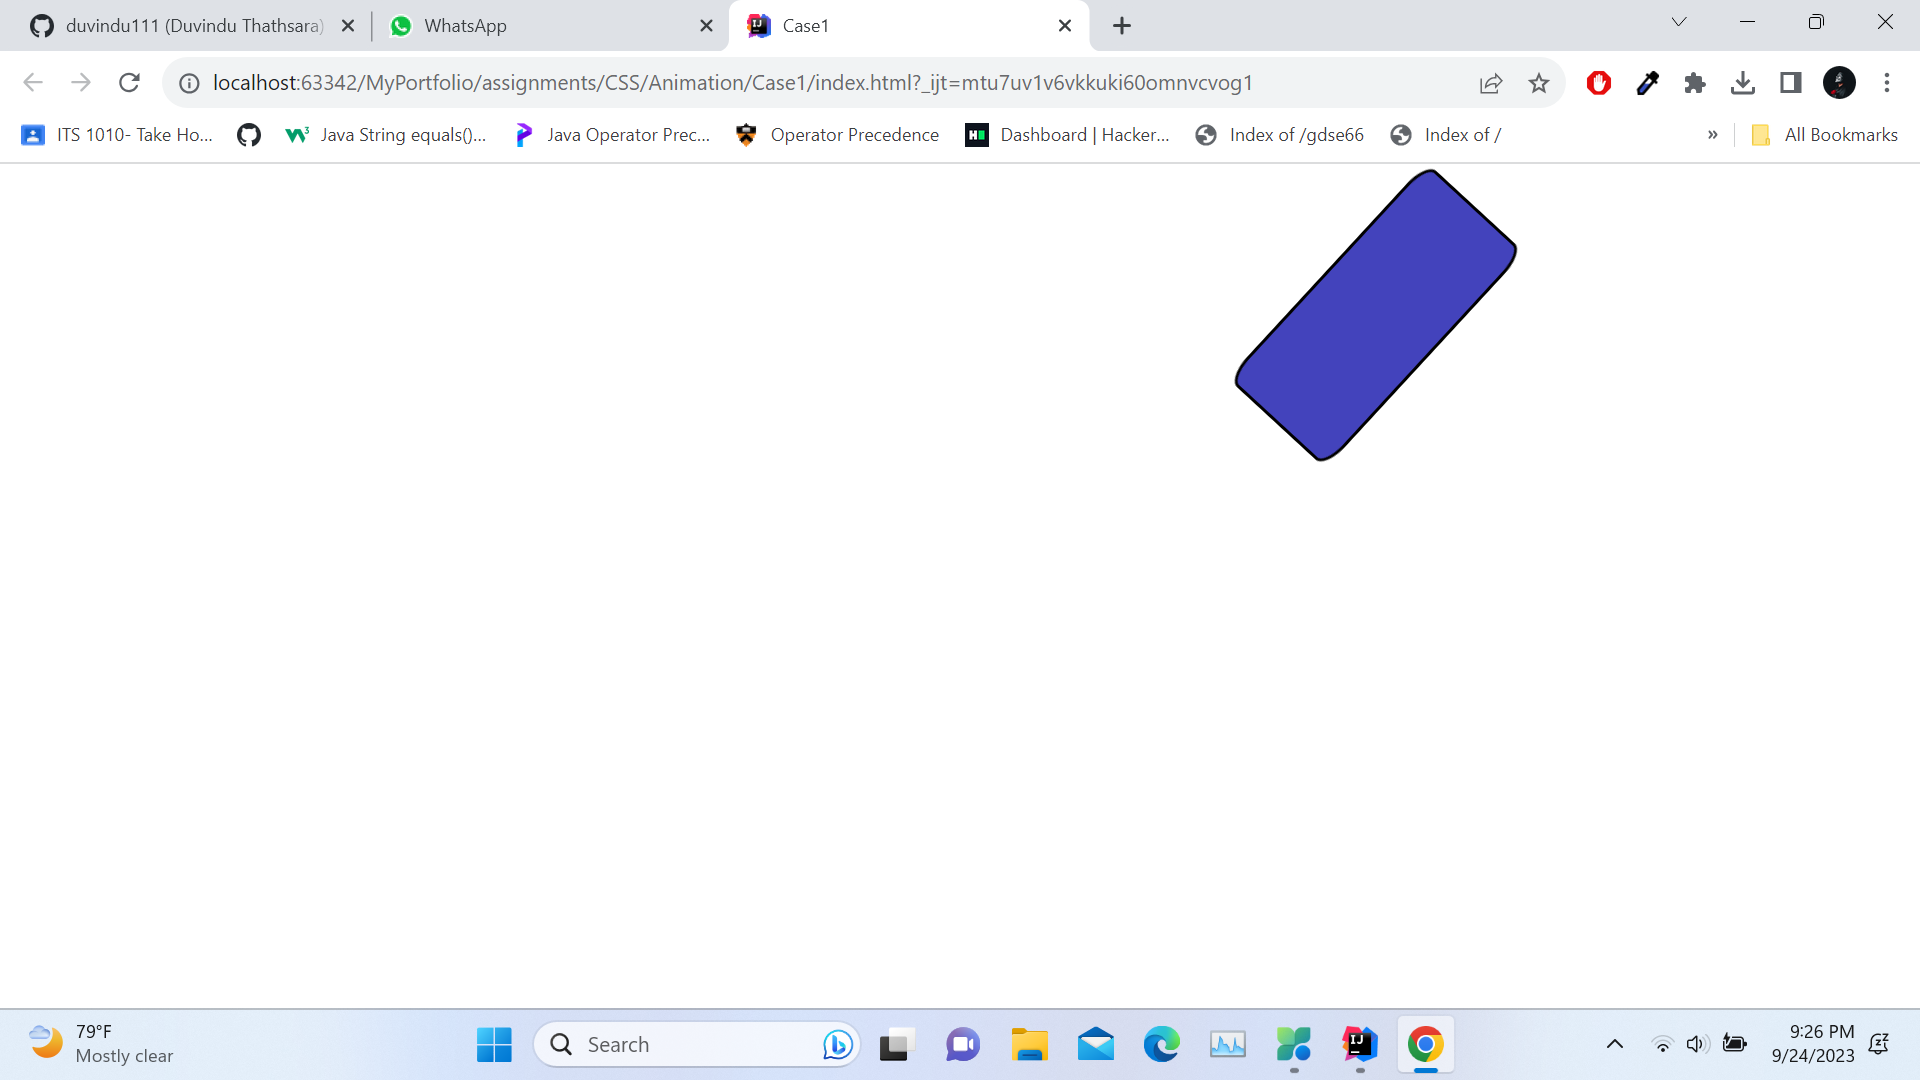 duvindu111 (Duvindu Thathsara)
WhatsApp
Case1
localhost:63342/MyPortfolio/assignments/CSS/Animation/Case1/index.html?_ijt=mtu7uv1v6vkkuki60omnvcvog1
ITS 1010- Take Ho...
Java String equals()...
Java Operator Prec...
Operator Precedence
Dashboard | Hacker...
Index of /gdse66
Index of /
»
All Bookmarks
79°F
Mostly clear
Search
9:26 PM
9/24/2023